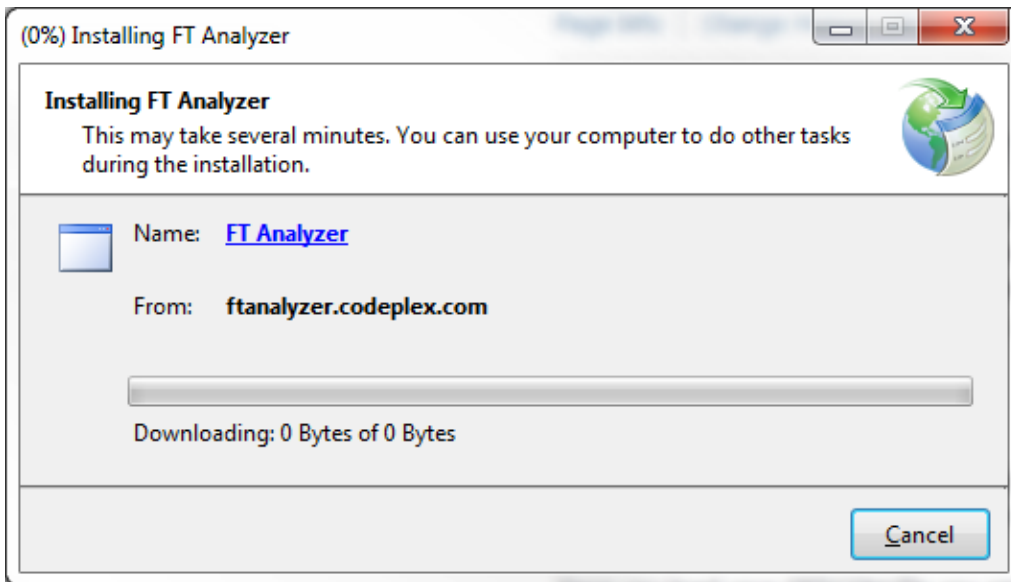 (0%) Installing FT Analyzer
Installing FT Analyzer
This may take several minutes. You can use your computer to do other tasks
during the installation.
Name: FT Analyzer
From: ftanalyzer.codeplex.com
Downloading: 0 Bytes of 0 Bytes
Cancel